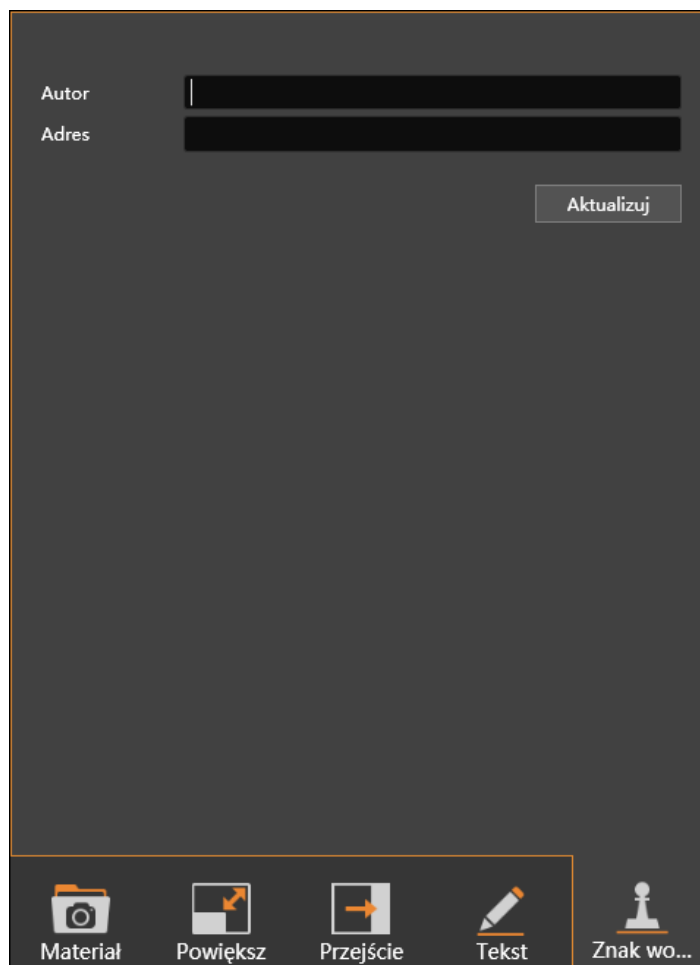 Autor
Adres
Aktualizuj
Materiał
Powiększ
Przejście
Tekst
Znak wo...